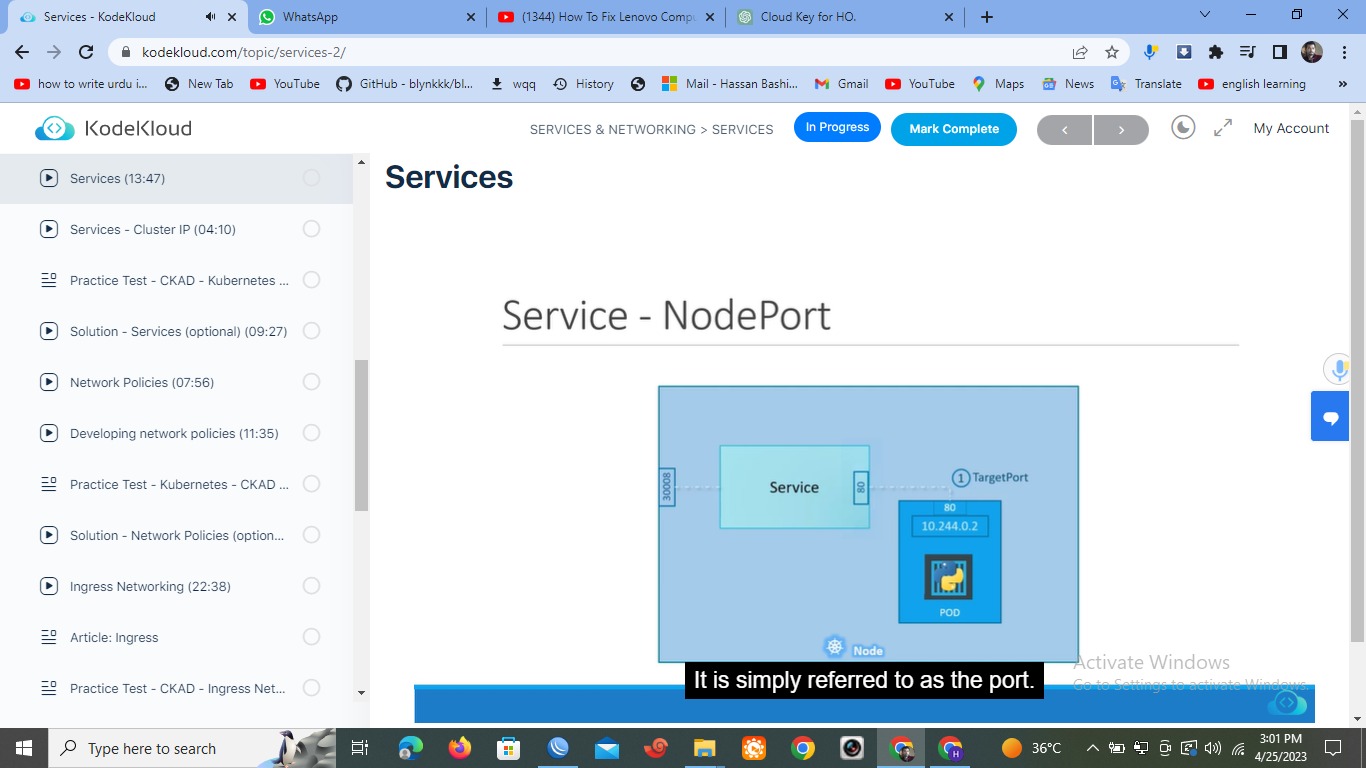 Services - KodeKloud
WhatsApp
(1344) How To Fix Lenovo Compu
Cloud Key for HO.
kodekloud.com/topic/services-2/
how to write urdu i...
New Tab
YouTube
GitHub - blynkkk/bl...
wqq
History
Mail - Hassan Bashi...
Gmail
YouTube
Maps
News
Translate
english learning
»
KodeKloud
SERVICES & NETWORKING > SERVICES
In Progress
Mark Complete
<
>
My Account
Services (13:47)
Services - Cluster IP (04:10)
Practice Test - CKAD - Kubernetes ...
Solution - Services (optional) (09:27)
Network Policies (07:56)
Developing network policies (11:35)
Practice Test - Kubernetes - CKAD ...
Solution - Network Policies (option...
Ingress Networking (22:38)
Article: Ingress
Practice Test - CKAD - Ingress Net...
Services
Service - NodePort
30008
Service
80
1 TargetPort
80
10.244.0.2
POD
Node
It is simply referred to as the port.
Activate Windows
Go to Settings to activate Windows.
Type here to search
36°C
3:01 PM
4/25/2023